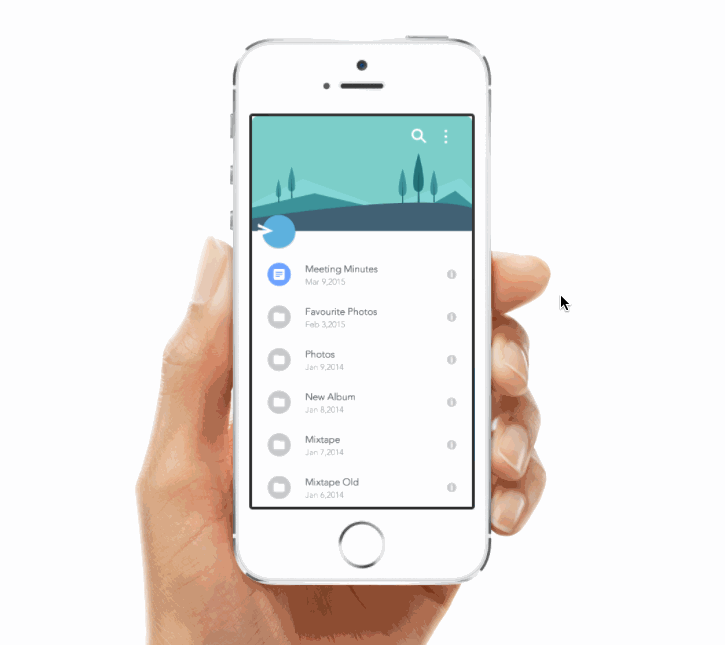 Meeting Minutes
Mar 9,2015
Favourite Photos
Feb 3,2015
Photos
Jan 9,2014
New Album
Jan 8,2014
Mixtape
Jan 7,2014
Mixtape Old
Jan 6,2014